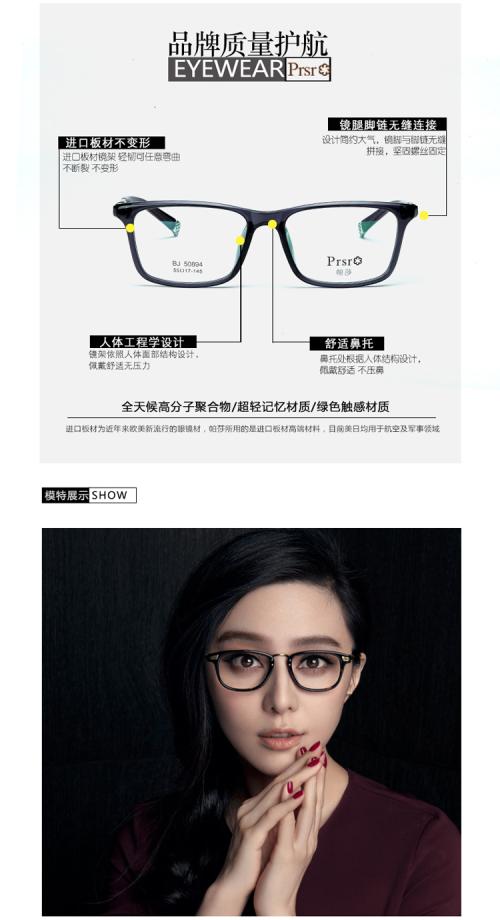 品牌质量护航
EYEWEAR Prsr
镜腿脚链无缝连接
设计简约大气，镜脚与脚链无缝
拼接，坚固螺丝固定
进口板材不变形
进口板材镜架 轻韧可任意弯曲
不断裂 不变形
BJ 50894
55□17-145
Prsr
帕莎
人体工程学设计
镜架依照人体面部结构设计，
佩戴舒适无压力
舒适鼻托
鼻托处根据人体结构设计，
佩戴舒适 不压鼻
全天候高分子聚合物/超轻记忆材质/绿色触感材质
进口板材为近年来欧美新流行的眼镜材，帕莎所用的是进口板材高端材料，目前美日均用于航空及军事领域
模特展示SHOW